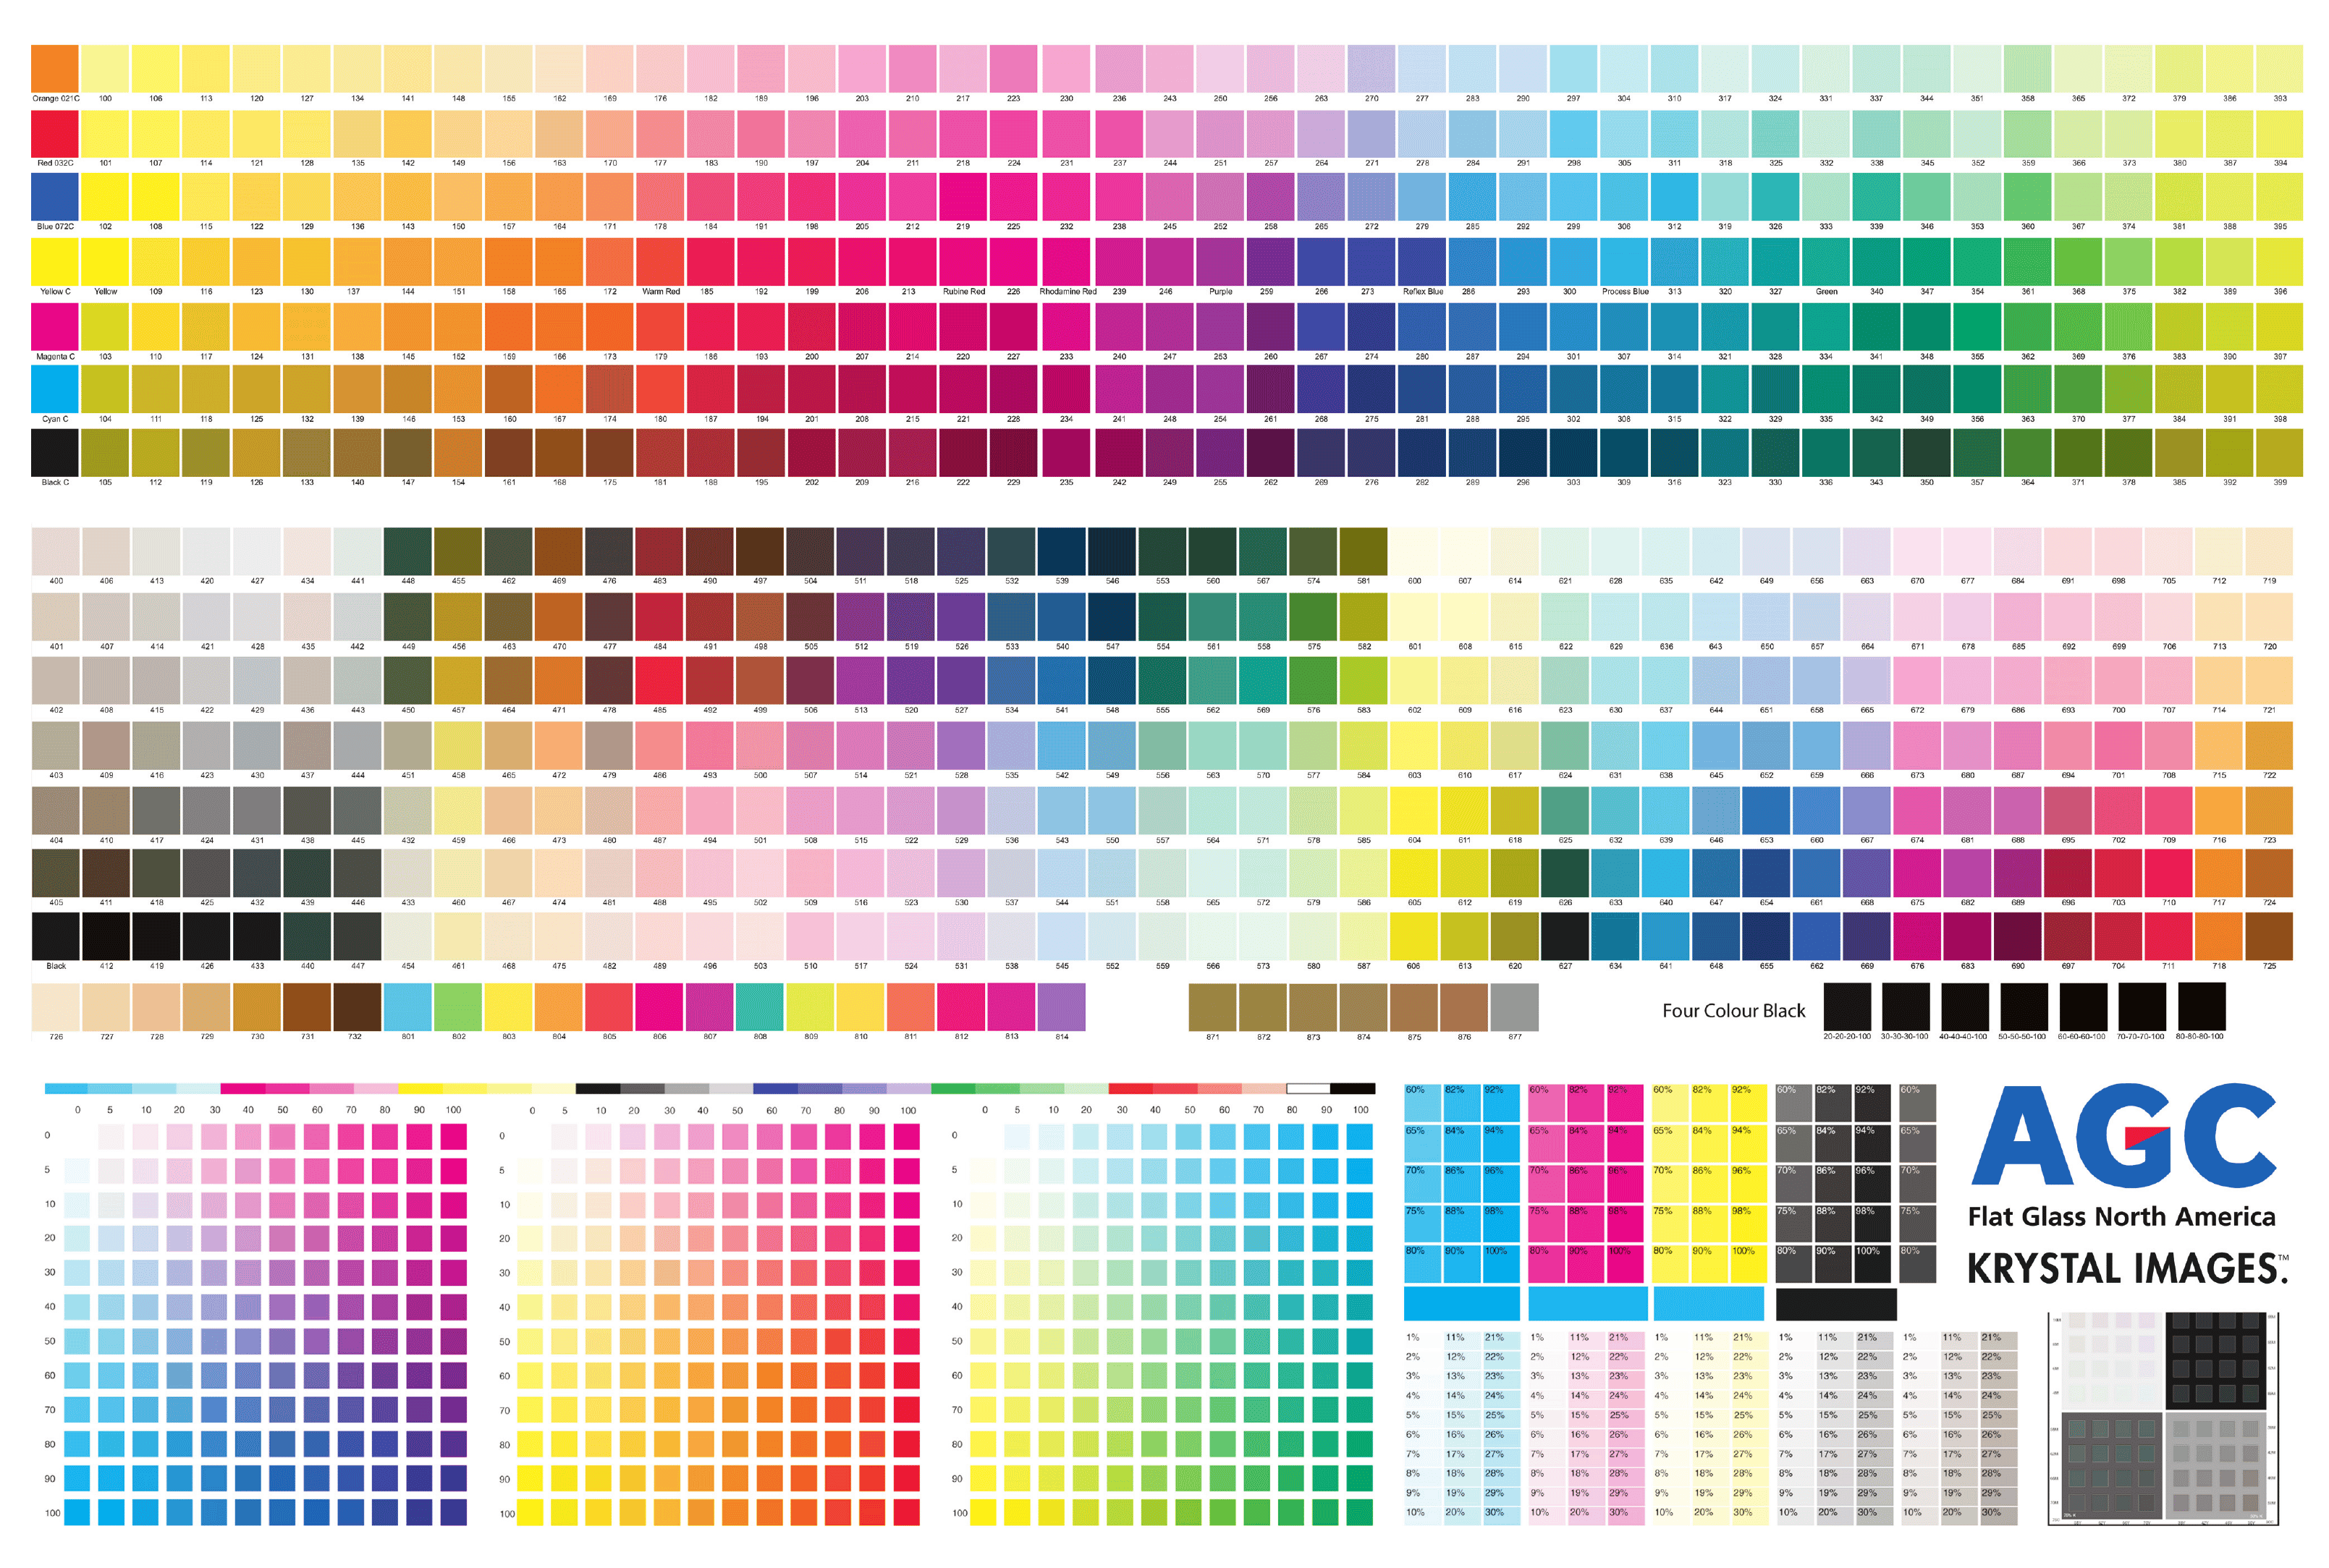 Orange 021C 100 106 113 120 127 134 141 148 155 162 169 176 182 189 196 203 210 217 223 230 236 243 250 256 263 270 277 283 290 297 304 310 317 324 331 337 344 351 358 365 372 379 386 393
Red 032C 101 107 114 121 128 135 142 149 156 163 170 177 183 190 197 204 211 218 224 231 237 244 251 257 264 271 278 284 291 298 305 311 318 325 332 338 345 352 359 366 373 380 387 394
Blue 072C 102 108 115 122 129 136 143 150 157 164 171 178 184 191 198 205 212 219 225 232 238 245 252 258 265 272 279 285 292 299 306 312 319 326 333 339 346 353 360 367 374 381 388 395
Yellow C Yellow 109 116 123 130 137 144 151 158 165 172 Warm Red 185 192 199 206 213 Rubine Red 226 Rhodamine Red 239 246 Purple 259 266 273 Reflex Blue 286 293 300 Process Blue 313 320 327 Green 340 347 354 361 368 375 382 389 396
Magenta C 103 110 117 124 131 138 145 152 159 166 173 179 186 193 200 207 214 220 227 233 240 247 253 260 267 274 280 287 294 301 307 314 321 328 334 341 348 355 362 369 376 383 390 397
Cyan C 104 111 118 125 132 139 146 153 160 167 174 180 187 194 201 208 215 221 228 234 241 248 254 261 268 275 281 288 295 302 308 315 322 329 335 342 349 356 363 370 377 384 391 398
Black C 105 112 119 126 133 140 147 154 161 168 175 181 188 195 202 209 216 222 229 235 242 249 255 262 269 276 282 289 296 303 309 316 323 330 336 343 350 357 364 371 378 385 392 399
Reflex Blue Process Blue
400 406 413 420 427 434 441 448 455 462 469 476 483 490 497 504 511 518 525 532 539 546 553 560 567 574 581 600 607 614 621 628 635 642 649 656 663 670 677 684 691 698 705 712 719
401 407 414 421 428 435 442 449 456 463 470 477 484 491 498 505 512 519 526 533 540 547 554 561 558 575 582 601 608 615 622 629 636 643 650 657 664 671 678 685 692 699 706 713 720
402 408 415 422 429 436 443 450 457 464 471 478 485 492 499 506 513 520 527 534 541 548 555 562 569 576 583 602 609 616 623 630 637 644 651 658 665 672 679 686 693 700 707 714 721
403 409 416 423 430 437 444 451 458 465 472 479 486 493 500 507 514 521 528 535 542 549 556 563 570 577 584 603 610 617 624 631 638 645 652 659 666 673 680 687 694 701 708 715 722
404 410 417 424 431 438 445 432 459 466 473 480 487 494 501 508 515 522 529 536 543 550 557 564 571 578 585 604 611 618 625 632 639 646 653 660 667 674 681 688 695 702 709 716 723
405 411 418 425 432 439 446 433 460 467 474 481 488 495 502 509 516 523 530 537 544 551 558 565 572 579 586 605 612 619 626 633 640 647 654 661 668 675 682 689 696 703 710 717 724
Black 412 419 426 433 440 447 454 461 468 475 482 489 496 503 510 517 524 531 538 545 552 559 566 573 580 587 606 613 620 627 634 641 648 655 662 669 676 683 690 697 704 711 718 725
726 727 728 729 730 731 732 801 802 803 804 805 806 807 808 809 810 811 812 813 814 871 872 873 874 875 876 877
Four Colour Black
20-20-20-100 30-30-30-100 40-40-40-100 50-50-50-100 60-60-60-100 70-70-70-100 80-80-80-100
0 5 10 20 30 40 50 60 70 80 90 100
0
5
10
20
30
40
50
60
70
80
90
100
0 5 10 20 30 40 50 60 70 80 90 100
0
5
10
20
30
40
50
60
70
80
90
100
0 5 10 20 30 40 50 60 70 80 90 100
0
5
10
20
30
40
50
60
70
80
90
100
60% 82% 92% 60% 82% 92% 60% 82% 92% 60% 82% 92% 60%
65% 84% 94% 65% 84% 94% 65% 84% 94% 65% 84% 94% 65%
70% 86% 96% 70% 86% 96% 70% 86% 96% 70% 86% 96% 70%
75% 88% 98% 75% 88% 98% 75% 88% 98% 75% 88% 98% 75%
80% 90% 100% 80% 90% 100% 80% 90% 100% 80% 90% 100% 80%
1% 11% 21% 1% 11% 21% 1% 11% 21% 1% 11% 21% 1% 11% 21%
2% 12% 22% 2% 12% 22% 2% 12% 22% 2% 12% 22% 2% 12% 22%
3% 13% 23% 3% 13% 23% 3% 13% 23% 3% 13% 23% 3% 13% 23%
4% 14% 24% 4% 14% 24% 4% 14% 24% 4% 14% 24% 4% 14% 24%
5% 15% 25% 5% 15% 25% 5% 15% 25% 5% 15% 25% 5% 15% 25%
6% 16% 26% 6% 16% 26% 6% 16% 26% 6% 16% 26% 6% 16% 26%
7% 17% 27% 7% 17% 27% 7% 17% 27% 7% 17% 27% 7% 17% 27%
8% 18% 28% 8% 18% 28% 8% 18% 28% 8% 18% 28% 8% 18% 28%
9% 19% 29% 9% 19% 29% 9% 19% 29% 9% 19% 29% 9% 19% 29%
10% 20% 30% 10% 20% 30% 10% 20% 30% 10% 20% 30% 10% 20% 30%
AGC
Flat Glass North America
KRYSTAL IMAGES.™